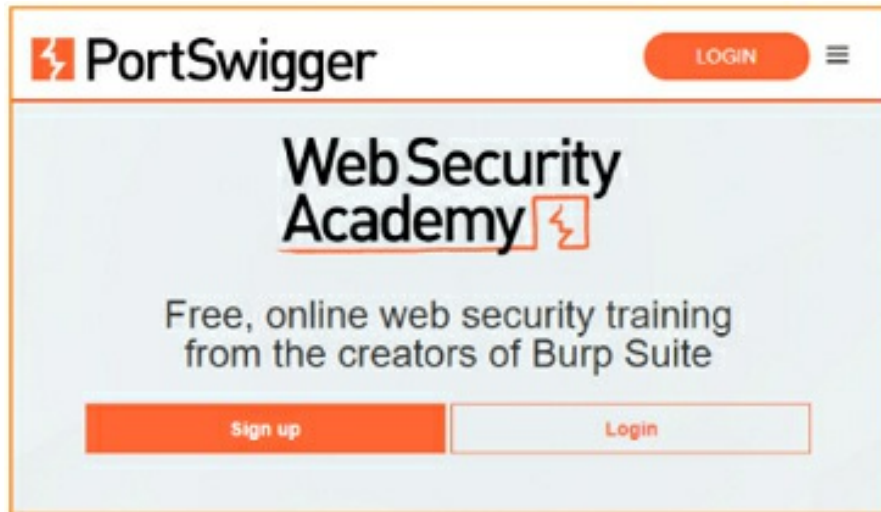 PortSwigger
LOGIN
Web Security
Academy
Free, online web security training
from the creators of Burp Suite
Sign up
Login